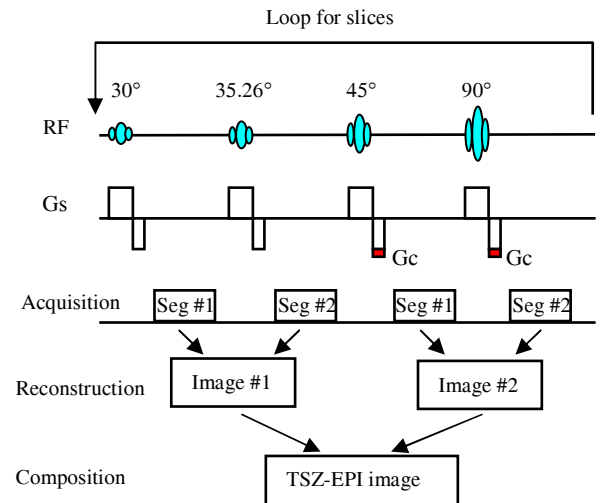 Loop for slices
30° 35.26° 45° 90°
RF
Gs
Gc Gc
Acquisition Seg #1 Seg #2 Seg #1 Seg #2
Reconstruction Image #1 Image #2
Composition TSZ-EPI image